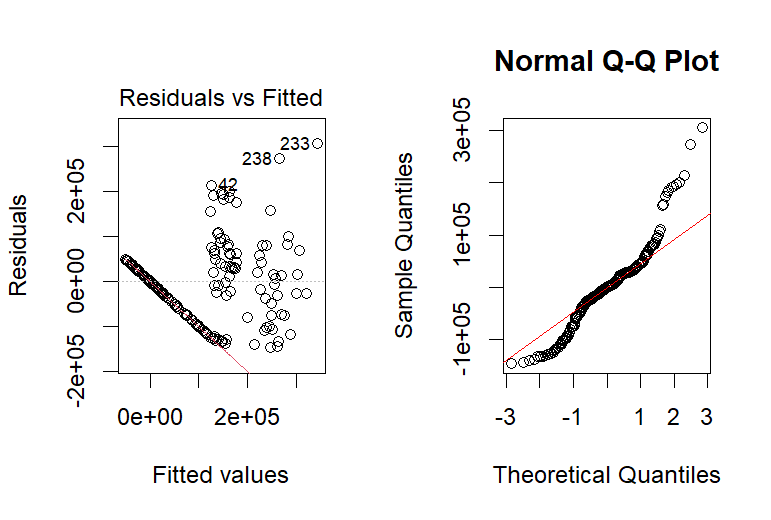 Residuals vs Fitted
Residuals
2e+05
0e+00
-2e+05
233
238
42
0e+00 2e+05
Fitted values
Normal Q-Q Plot
Sample Quantiles
3e+05
1e+05
-1e+05
-3 -1 1 2 3
Theoretical Quantiles